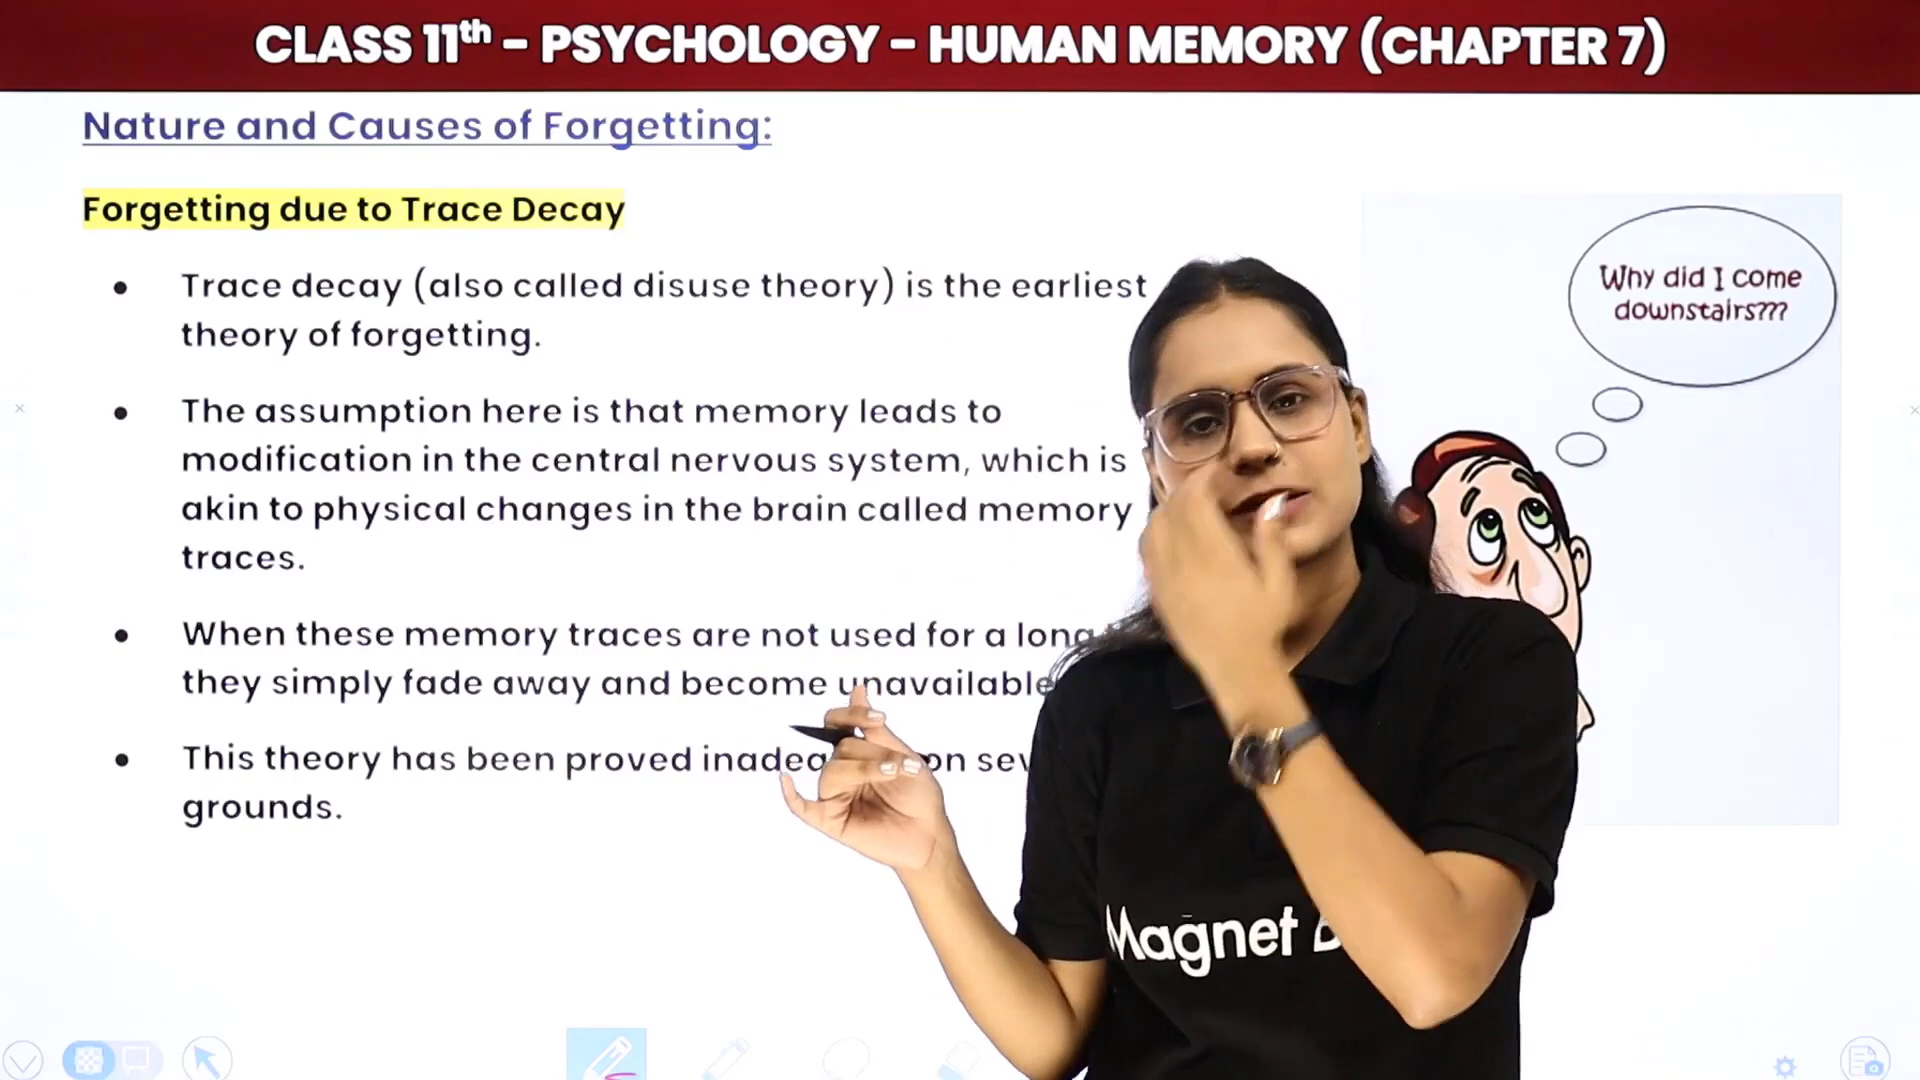 CLASS 11th – PSYCHOLOGY – HUMAN MEMORY (CHAPTER 7)
Nature and Causes of Forgetting:
Forgetting due to Trace Decay
• Trace decay (also called disuse theory) is the earliest
theory of forgetting.
• The assumption here is that memory leads to
modification in the central nervous system, which is
akin to physical changes in the brain called memory
traces.
• When these memory traces are not used for a long
they simply fade away and become unavailable
• This theory has been proved on
grounds.
Why did I come
downstairs???
Magnet